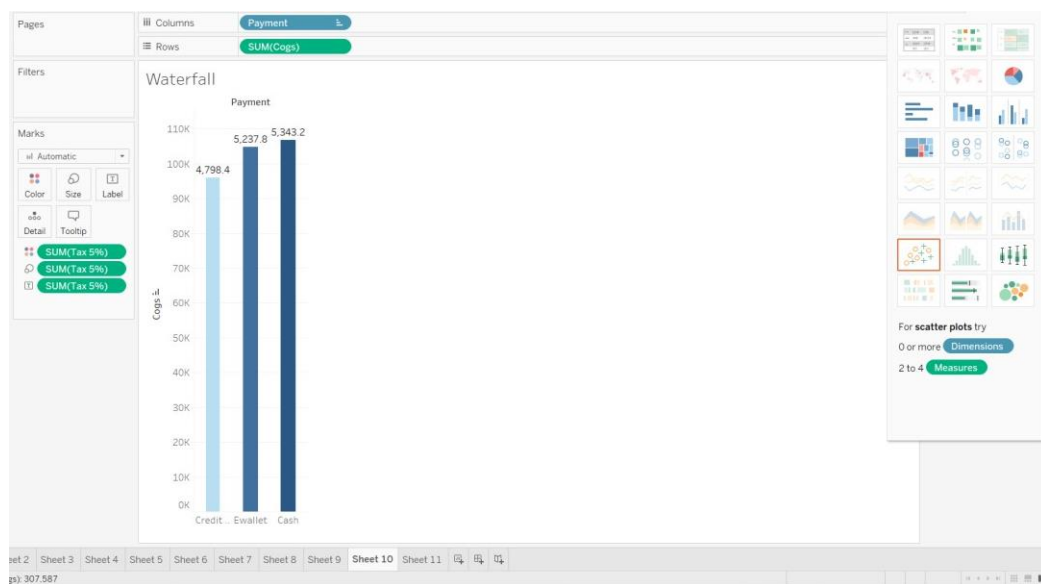 Pages
Columns
Payment
Rows
SUM(Cogs)
Filters
Marks
Automatic
Color Size Label
Detail Tooltip
SUM(Tax 5%)
SUM(Tax 5%)
SUM(Tax 5%)
Waterfall
Payment
110K
100K
90K
80K
70K
60K
50K
40K
30K
20K
10K
0K
Cogs
4,798.4
5,237.8
5,343.2
Credit .. Ewallet Cash
For scatter plots try
0 or more Dimensions
2 to 4 Measures
eet 2 Sheet 3 Sheet 4 Sheet 5 Sheet 6 Sheet 7 Sheet 8 Sheet 9 Sheet 10 Sheet 11
gs): 307.587